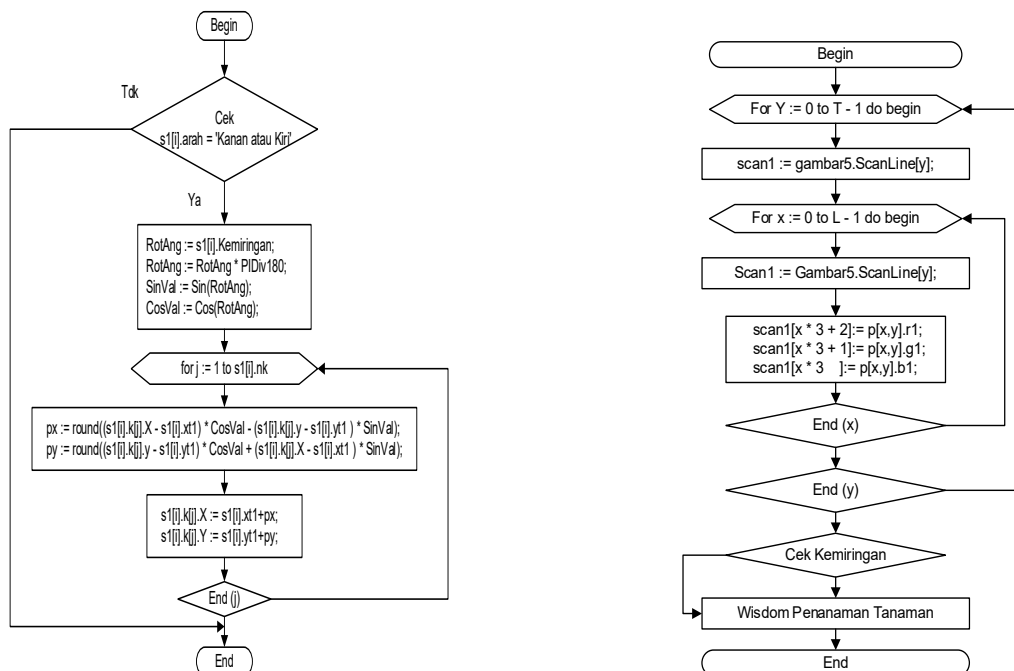 Begin
Tdk
Cek
s1[i].arah = 'Kanan atau Kiri'
Ya
RotAng := s1[i].Kemiringan;
RotAng := RotAng * PIDiv180;
SinVal := Sin(RotAng);
CosVal := Cos(RotAng);
for j := 1 to s1[i].nk
px := round((s1[i].k[j].X - s1[i].xt1) * CosVal - (s1[i].k[j].y - s1[i].yt1 ) * SinVal);
py := round((s1[i].k[j].y - s1[i].yt1) * CosVal + (s1[i].k[j].X - s1[i].xt1 ) * SinVal);
s1[i].k[j].X := s1[i].xt1+px;
s1[i].k[j].Y := s1[i].yt1+py;
End (j)
End
Begin
For Y := 0 to T - 1 do begin
scan1 := gambar5.ScanLine[y];
For x := 0 to L - 1 do begin
Scan1 := Gambar5.ScanLine[y];
scan1[x * 3 + 2]:= p[x,y].r1;
scan1[x * 3 + 1]:= p[x,y].g1;
scan1[x * 3 ]:= p[x,y].b1;
End (x)
End (y)
Cek Kemiringan
Wisdom Penanaman Tanaman
End